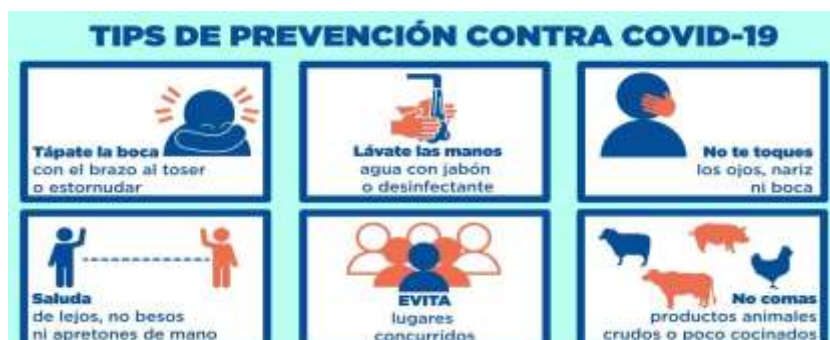 TIPS DE PREVENCIÓN CONTRA COVID-19
Tápate la boca
con el brazo al toser
o estornudar
Lávate las manos
agua con jabón
o desinfectante
No te toques
los ojos, nariz
ni boca
Saluda
de lejos, no besos
ni apretones de mano
EVITA
lugares
concurridos
No comas
productos animales
crudos o poco cocinados